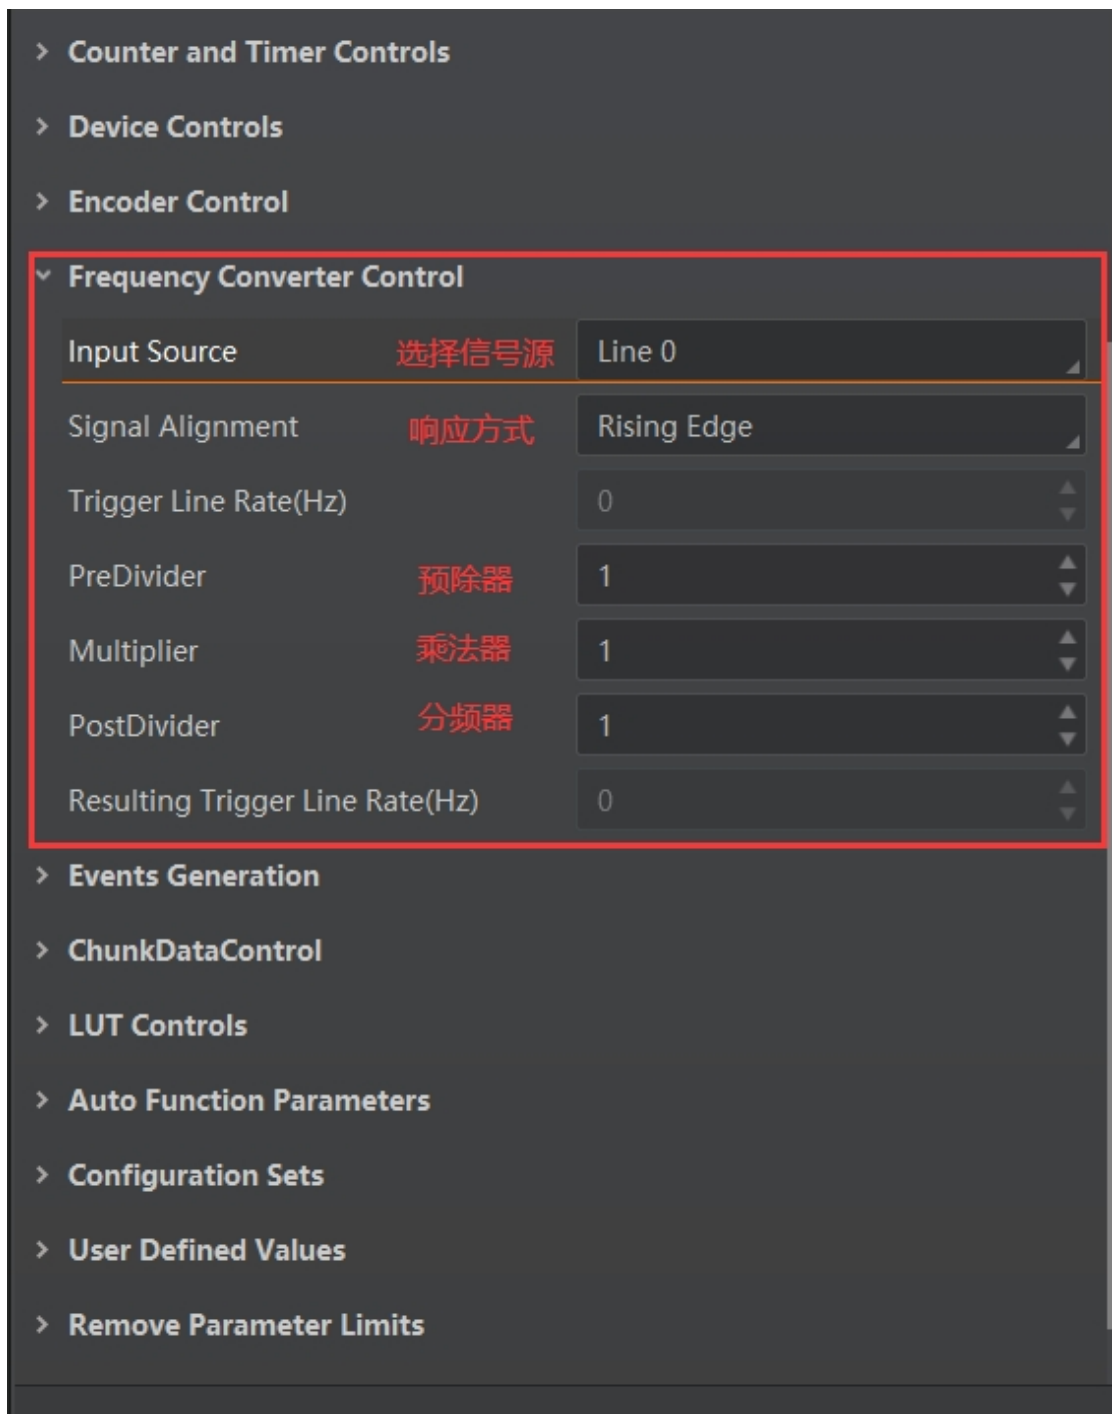 Counter and Timer Controls
Device Controls
Encoder Control
Frequency Converter Control
Input Source 选择信号源 Line 0
Signal Alignment 响应方式 Rising Edge
Trigger Line Rate(Hz) 0
PreDivider 预除器 1
Multiplier 乘法器 1
PostDivider 分频器 1
Resulting Trigger Line Rate(Hz) 0
Events Generation
ChunkDataControl
LUT Controls
Auto Function Parameters
Configuration Sets
User Defined Values
Remove Parameter Limits